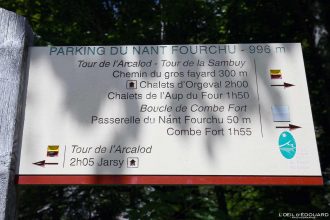 PARKING DU NANT FOURCHU - 996 m
Tour de l'Arcalod - Tour de la Sambuy
Chemin du gros fayard 300 m
Chalets d'Orgeval 2h00
Chalets de l'Aup du Four 1h50
Boucle de Combe Fort
Passerelle du Nant Fourchu 50 m
Combe Fort 1h55
Tour de l'Arcalod
2h05 Jarsy
L'OEIL D'EDOUARD